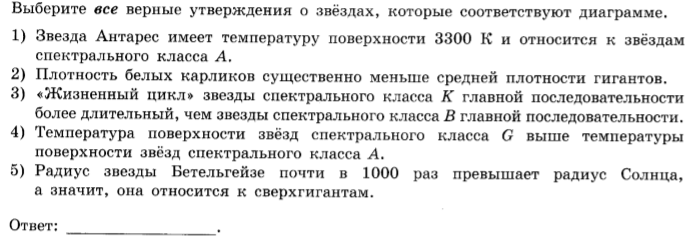 Выберите все верные утверждения о звёздах, которые соответствуют диаграмме.
1) Звезда Антарес имеет температуру поверхности 3300 К и относится к звёздам
спектрального класса A.
2) Плотность белых карликов существенно меньше средней плотности гигантов.
3) «Жизненный цикл» звезды спектрального класса K главной последовательности
более длительный, чем звезды спектрального класса B главной последовательности.
4) Температура поверхности звёзд спектрального класса G выше температуры
поверхности звёзд спектрального класса A.
5) Радиус звезды Бетельгейзе почти в 1000 раз превышает радиус Солнца,
а значит, она относится к сверхгигантам.
Ответ: ____________________.